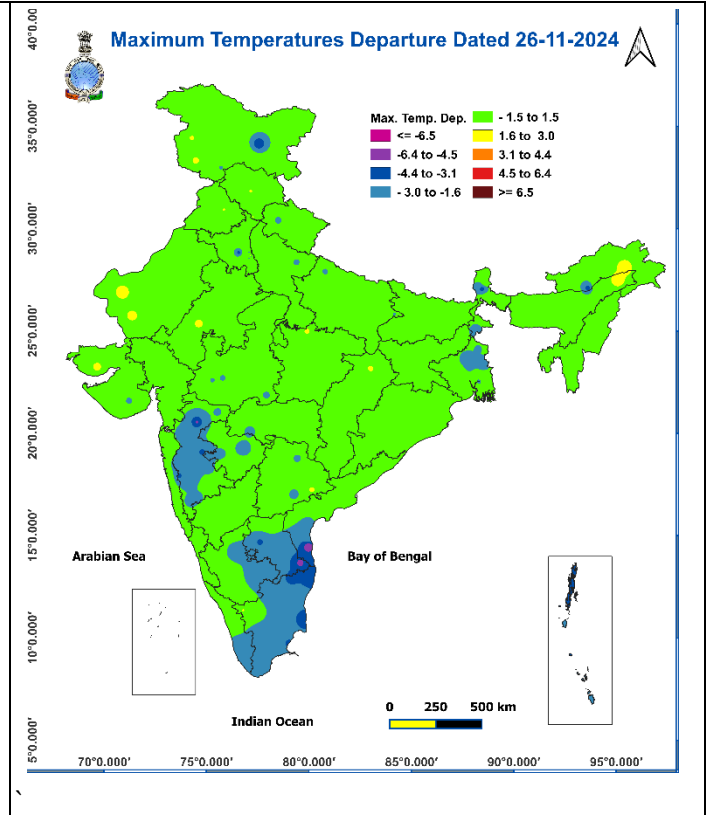 Maximum Temperatures Departure Dated 26-11-2024
Max. Temp. Dep.
<= -6.5
-6.4 to -4.5
-4.4 to -3.1
- 3.0 to -1.6
- 1.5 to 1.5
1.6 to 3.0
3.1 to 4.4
4.5 to 6.4
>= 6.5
40°0.000'
35°0.000'
30°0.000'
25°0.000'
20°0.000'
15°0.000'
10°0.000'
5°0.000'
Arabian Sea
Bay of Bengal
Indian Ocean
0 250 500 km
70°0.000' 75°0.000' 80°0.000' 85°0.000' 90°0.000' 95°0.000'
`